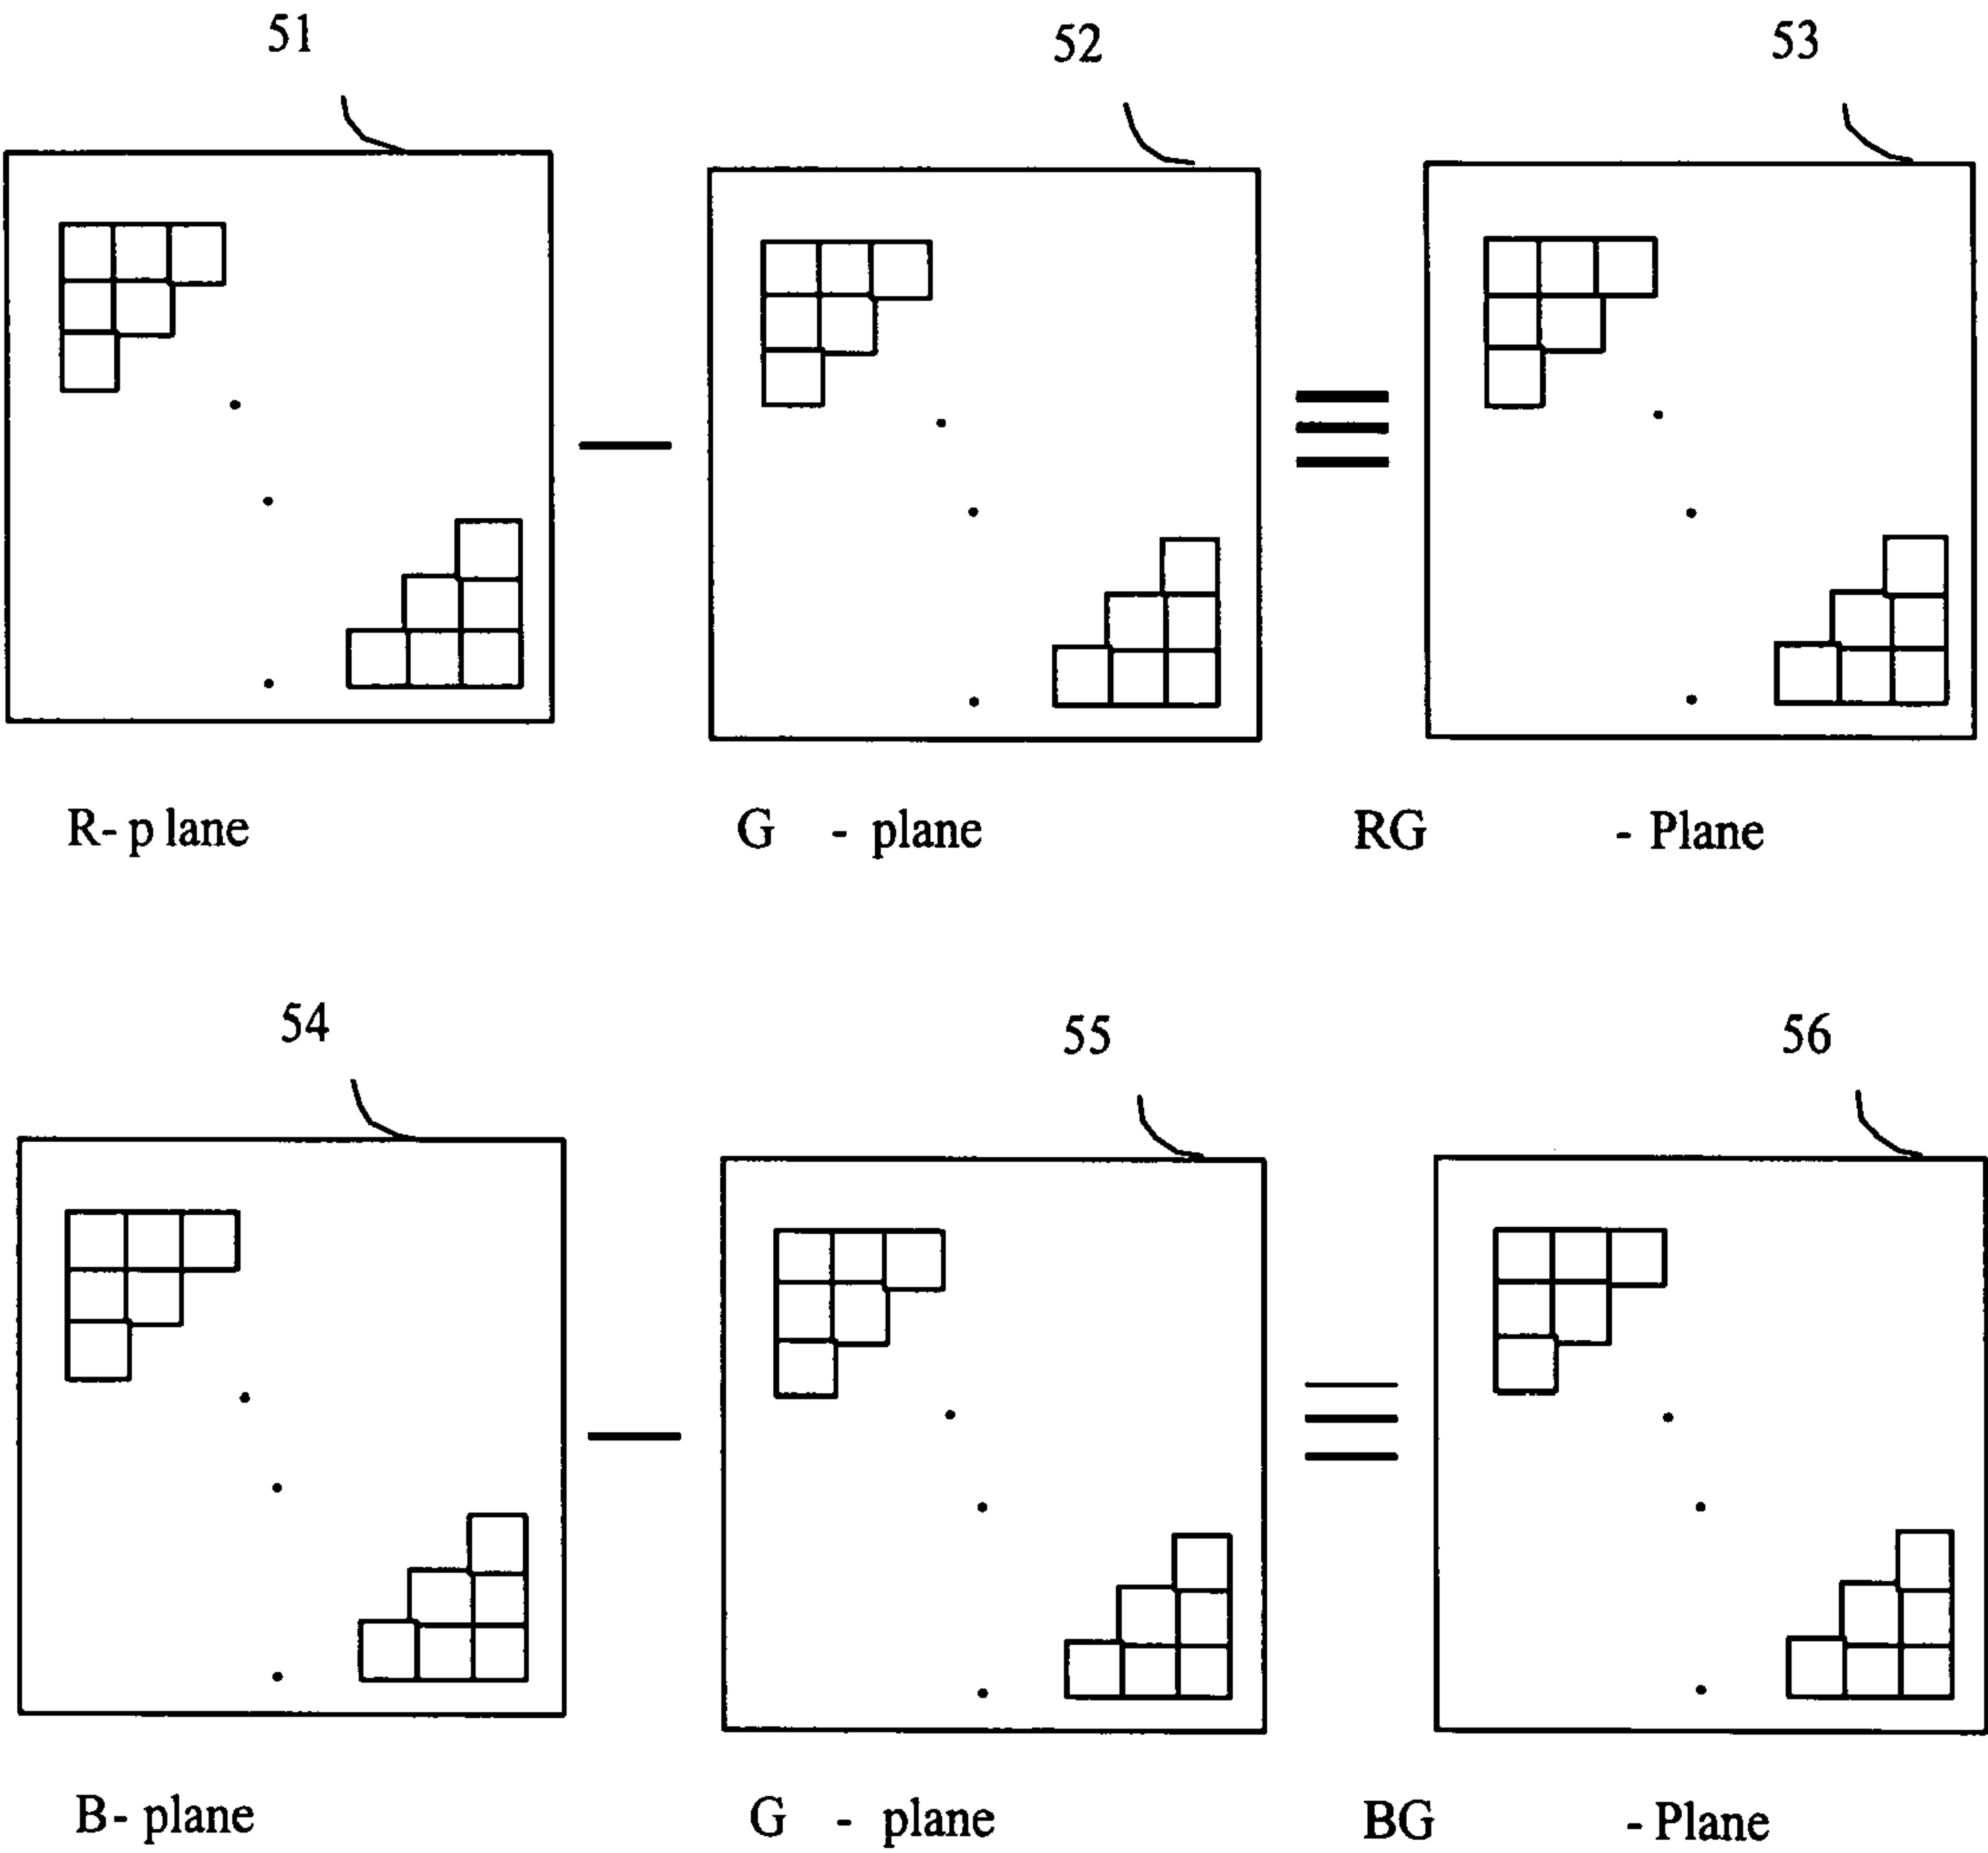 51 52 53
R- p lane G - plane RG - Plane
54 55 56
B- plane G - plane BG - Plane